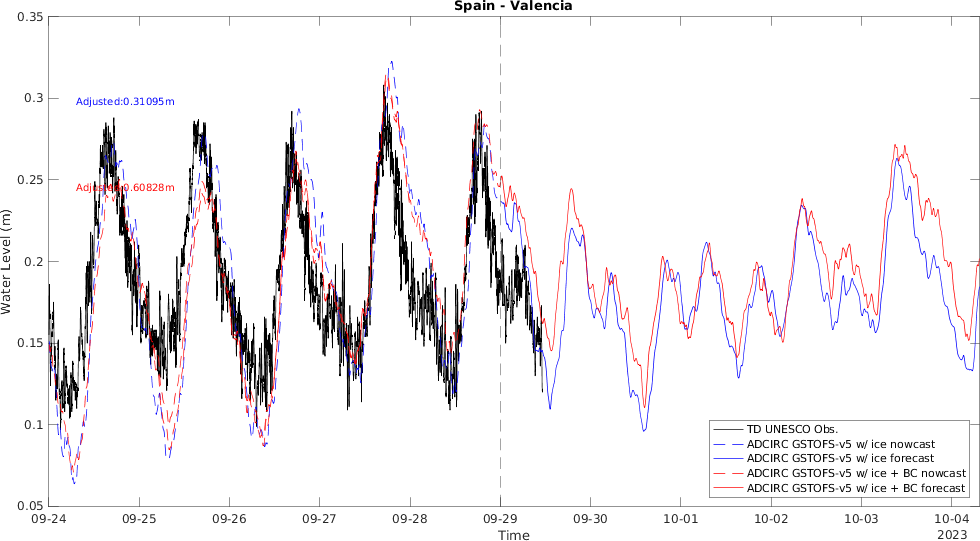 Spain - Valencia
0.35
0.3
0.25
0.2
0.15
0.1
0.05
Water Level (m)
Adjusted:0.31095m
Adjusted:0.60828m
TD UNESCO Obs.
ADCIRC GSTOFS-v5 w/ ice nowcast
ADCIRC GSTOFS-v5 w/ ice forecast
ADCIRC GSTOFS-v5 w/ ice + BC nowcast
ADCIRC GSTOFS-v5 w/ ice + BC forecast
09-24 09-25 09-26 09-27 09-28 09-29 09-30 10-01 10-02 10-03 10-04
2023
Time